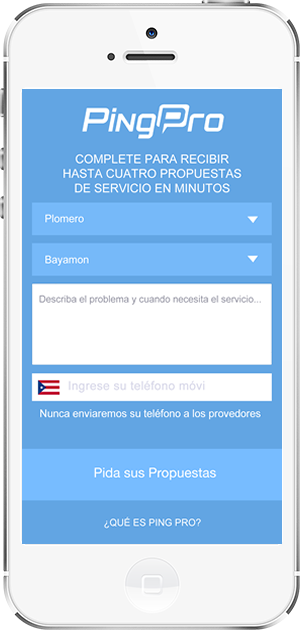 PingPro
COMPLETE PARA RECIBIR
HASTA CUATRO PROPUESTAS
DE SERVICIO EN MINUTOS
Plomero
Bayamon
Describa el problema y cuando necesita el servicio...
Ingrese su teléfono móvi
Nunca enviaremos su teléfono a los provedores
Pida sus Propuestas
¿QUÉ ES PING PRO?